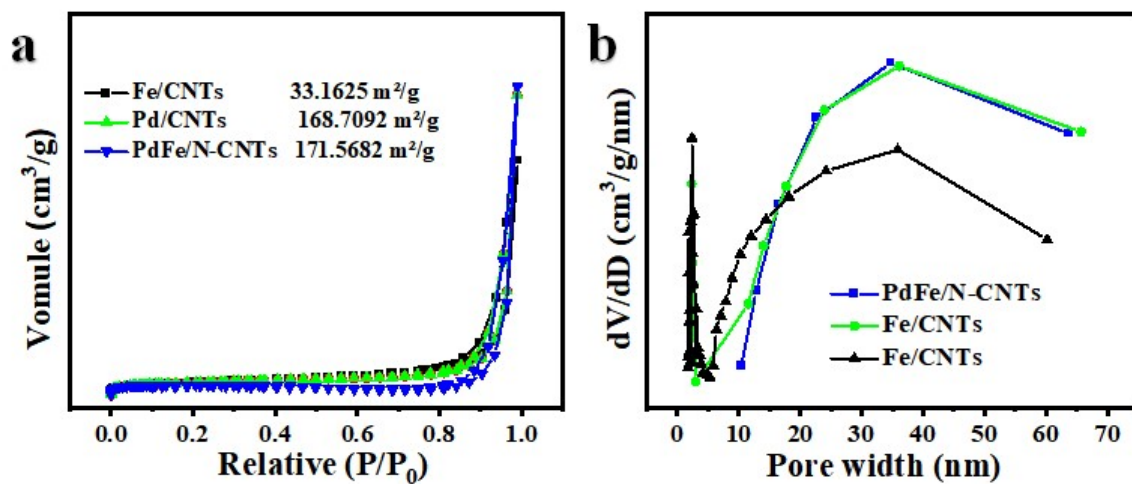 a
Fe/CNTs 33.1625 m²/g
Pd/CNTs 168.7092 m²/g
PdFe/N-CNTs 171.5682 m²/g
Vomule (cm³/g)
0.0 0.2 0.4 0.6 0.8 1.0
Relative (P/P₀)
b
dV/dD (cm³/g/nm)
PdFe/N-CNTs
Fe/CNTs
Fe/CNTs
0 10 20 30 40 50 60 70
Pore width (nm)